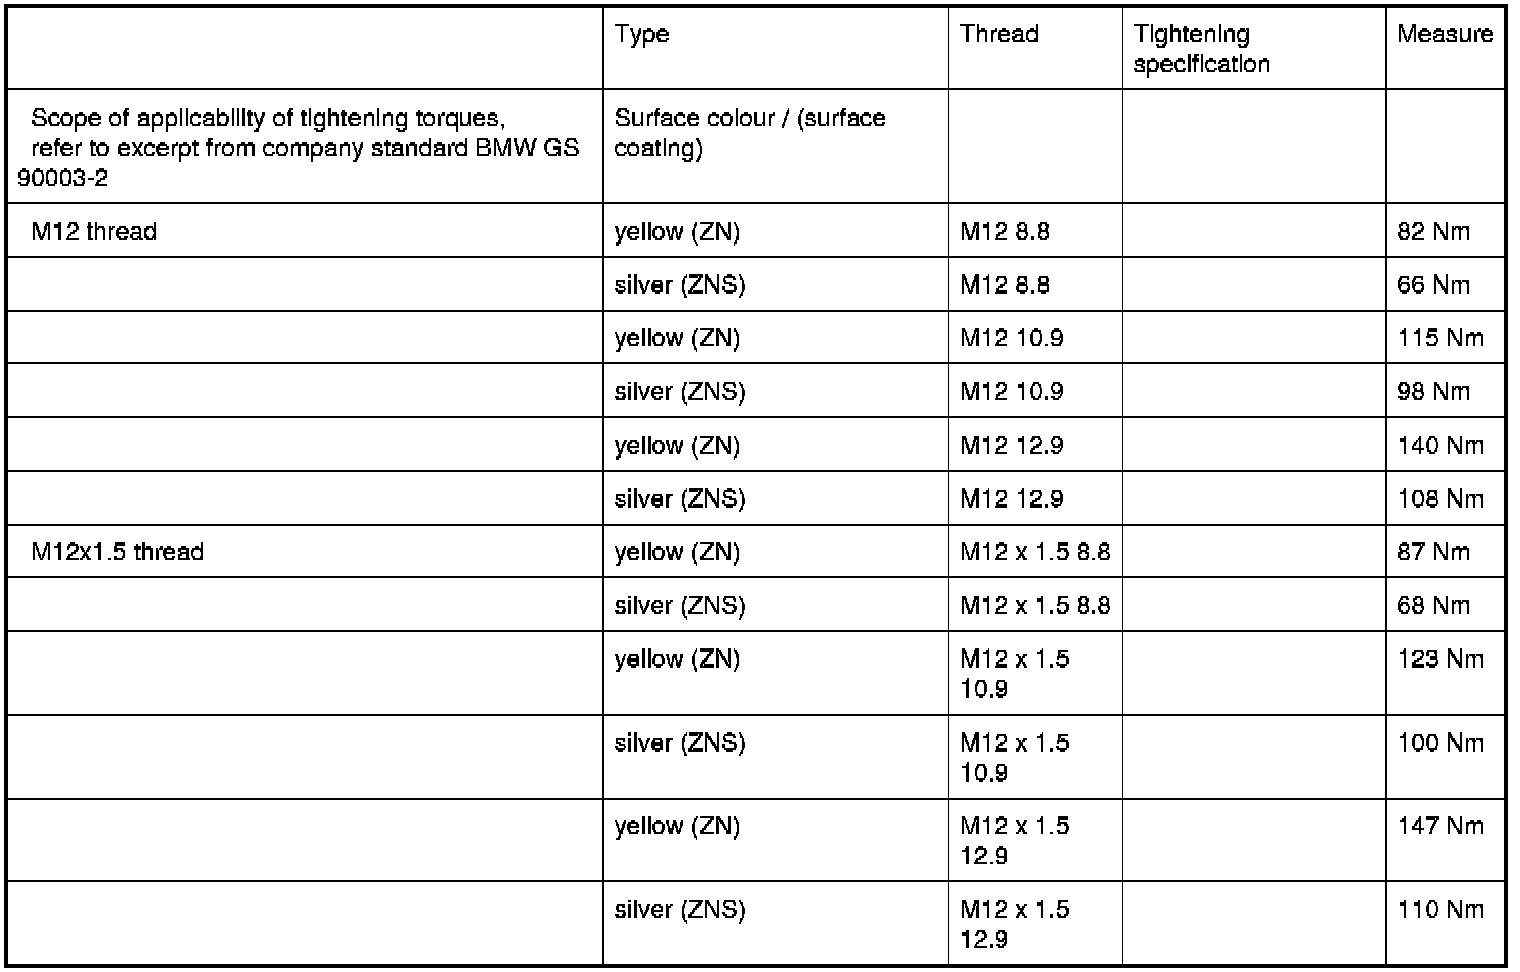 Type Thread Tightening Measure
specification
Scope of applicability of tightening torques, Surface colour / (surface
refer to excerpt from company standard BMW GS coating)
90003-2
M12 thread yellow (ZN) M12 8.8 82 Nm
silver (ZNS) M12 8.8 66 Nm
yellow (ZN) M12 10.9 115 Nm
silver (ZNS) M12 10.9 98 Nm
yellow (ZN) M12 12.9 140 Nm
silver (ZNS) M12 12.9 108 Nm
M12x1.5 thread yellow (ZN) M12 x 1.5 8.8 87 Nm
silver (ZNS) M12 x 1.5 8.8 68 Nm
yellow (ZN) M12 x 1.5 123 Nm
10.9
silver (ZNS) M12 x 1.5 100 Nm
10.9
yellow (ZN) M12 x 1.5 147 Nm
12.9
silver (ZNS) M12 x 1.5 110 Nm
12.9